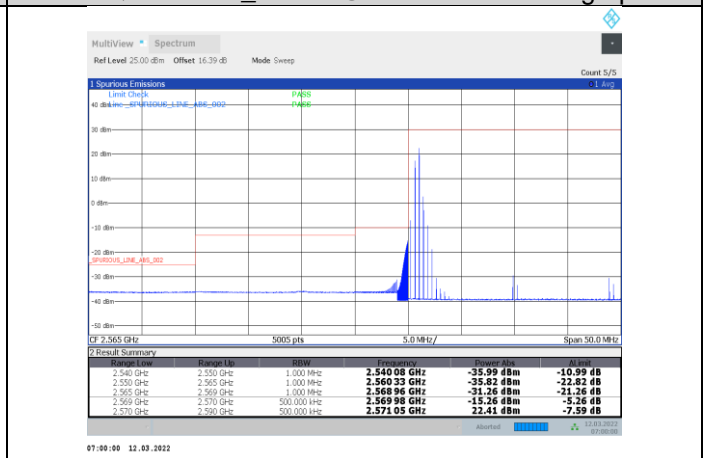 MultiView Spectrum
Ref Level 25.00 dBm Offset 16.39 dB Mode Sweep
Count 5/5
1 Spurious Emissions 1 Avg
Limit Check PASS
40 dBm Line _SPURIOUS_LINE_ABS_002 PASS
30 dBm
20 dBm
10 dBm
0 dBm
-10 dBm
-20 dBm
_SPURIOUS_LINE_ABS_002
-30 dBm
-40 dBm
-50 dBm
CF 2.565 GHz 5005 pts 5.0 MHz/ Span 50.0 MHz
2 Result Summary
Range Low Range Up RBW Frequency Power Abs ΔLimit
2.540 GHz 2.550 GHz 1.000 MHz 2.540 08 GHz -35.99 dBm -10.99 dB
2.550 GHz 2.565 GHz 1.000 MHz 2.560 33 GHz -35.82 dBm -22.82 dB
2.565 GHz 2.569 GHz 1.000 MHz 2.568 96 GHz -31.26 dBm -21.26 dB
2.569 GHz 2.570 GHz 500.000 kHz 2.569 98 GHz -15.26 dBm -5.26 dB
2.570 GHz 2.590 GHz 500.000 kHz 2.571 05 GHz 22.41 dBm -7.59 dB
Aborted 12.03.2022
07:00:00
07:00:00 12.03.2022